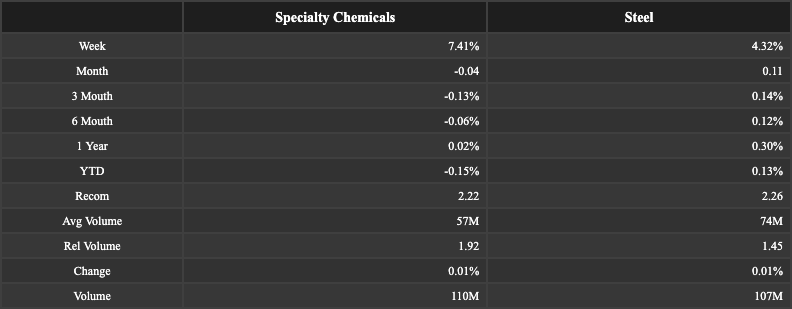 Specialty Chemicals Steel
Week 7.41% 4.32%
Month -0.04 0.11
3 Mouth -0.13% 0.14%
6 Mouth -0.06% 0.12%
1 Year 0.02% 0.30%
YTD -0.15% 0.13%
Recom 2.22 2.26
Avg Volume 57M 74M
Rel Volume 1.92 1.45
Change 0.01% 0.01%
Volume 110M 107M